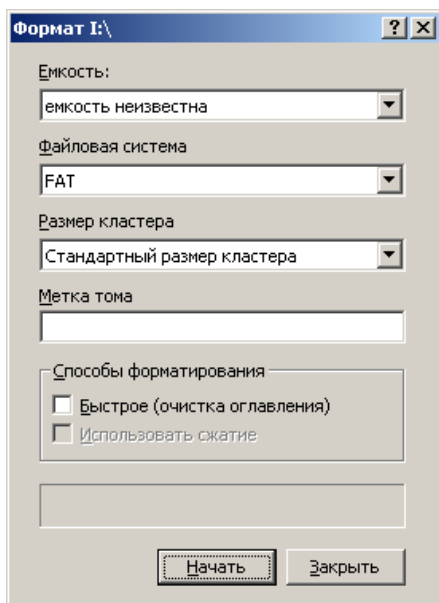 Формат I:\
Емкость:
емкость неизвестна
Файловая система
FAT
Размер кластера
Стандартный размер кластера
Метка тома
Способы форматирования
Быстрое (очистка оглавления)
Использовать сжатие
Начать Закрыть